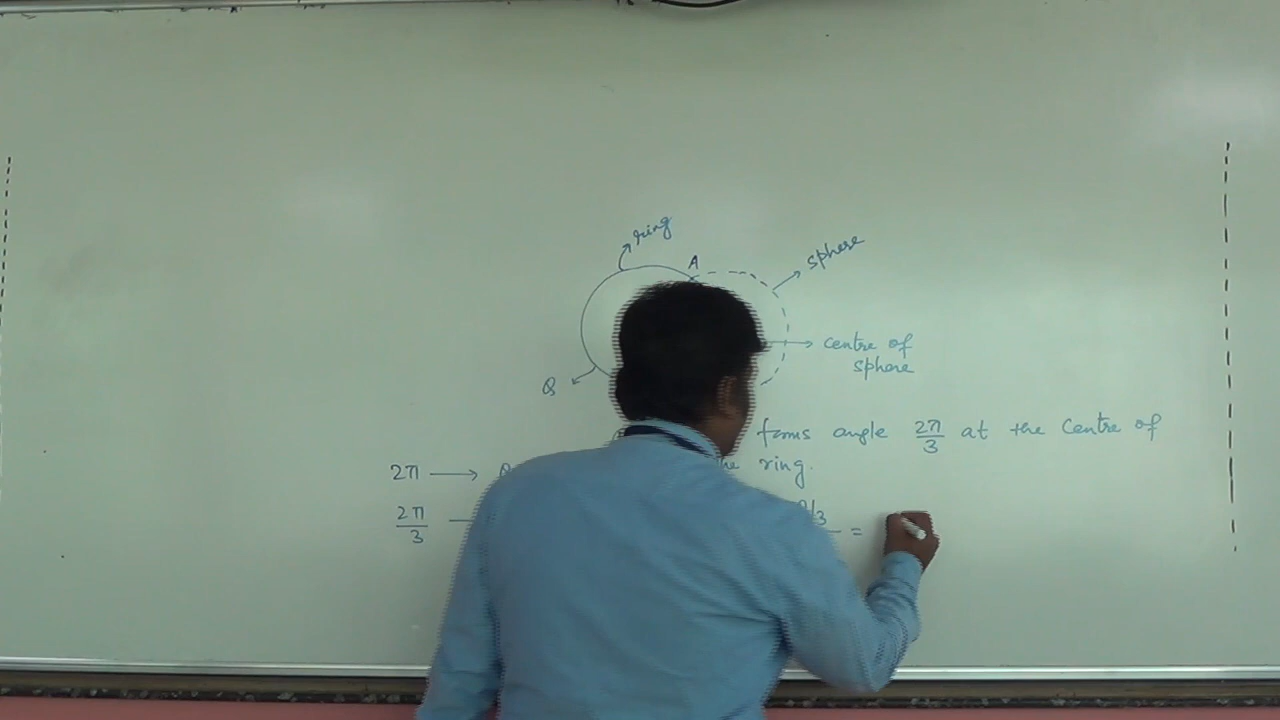 ring
A
sphere
centre of
sphere
Q
forms angle 2π/3 at the centre of
the ring.
2π → Q
2π/3 —
Q/3
=